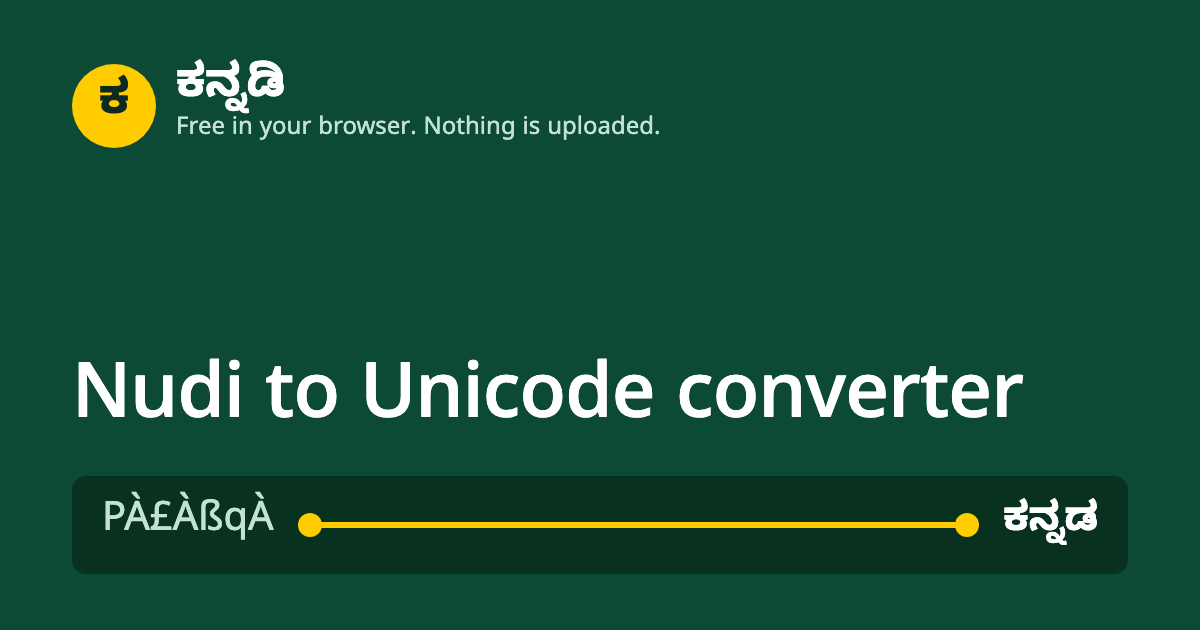 ಕ
ಕನ್ನಡಿ
Free in your browser. Nothing is uploaded.
Nudi to Unicode converter
PÀ£ÀßqÀ ಕನ್ನಡ